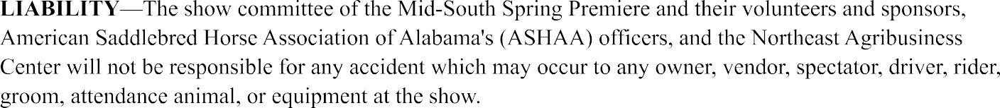 LIABILITY—The show committee of the Mid-South Spring Premiere and their volunteers and sponsors,
American Saddlebred Horse Association of Alabama's (ASHAA) officers, and the Northeast Agribusiness
Center will not be responsible for any accident which may occur to any owner, vendor, spectator, driver, rider,
groom, attendance animal, or equipment at the show.